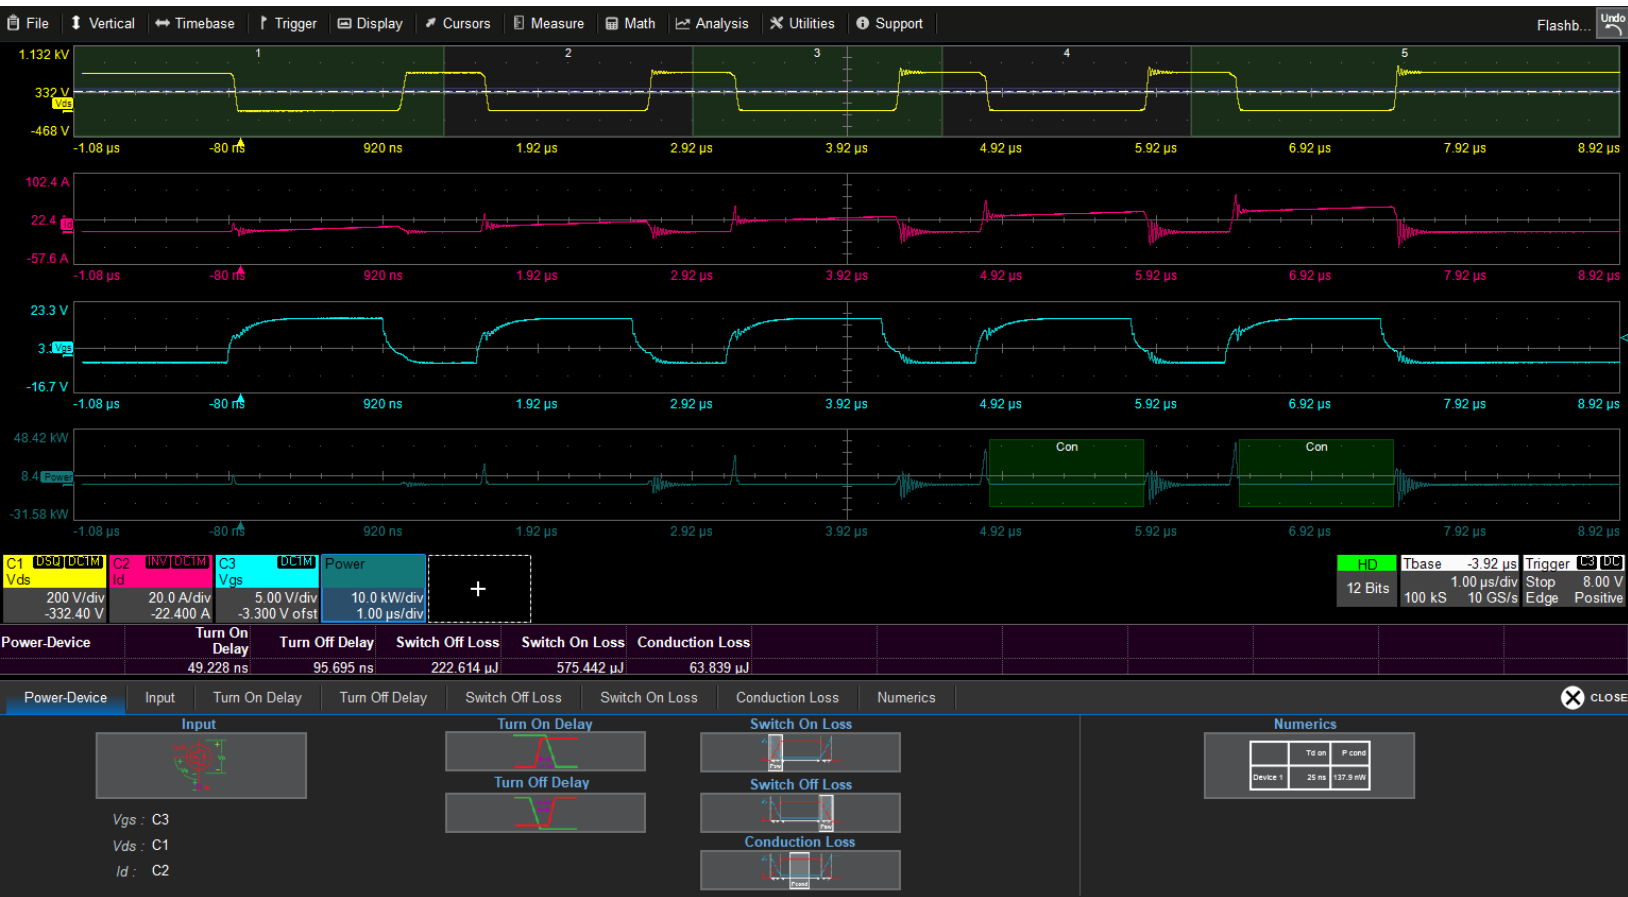 File Vertical Timebase Trigger Display Cursors Measure Math Analysis Utilities Support Flashb... Undo
1.132 kV 1 2 3 4 5
332 V
Vds
-468 V
-1.08 µs -80 ns 920 ns 1.92 µs 2.92 µs 3.92 µs 4.92 µs 5.92 µs 6.92 µs 7.92 µs 8.92 µs
102.4 A
22.4 Id
-57.6 A
-1.08 µs -80 ns 920 ns 1.92 µs 2.92 µs 3.92 µs 4.92 µs 5.92 µs 6.92 µs 7.92 µs 8.92 µs
23.3 V
3. Vgs
-16.7 V
-1.08 µs -80 ns 920 ns 1.92 µs 2.92 µs 3.92 µs 4.92 µs 5.92 µs 6.92 µs 7.92 µs 8.92 µs
48.42 kW Con Con
8.4 Power
-31.58 kW
-1.08 µs -80 ns 920 ns 1.92 µs 2.92 µs 3.92 µs 4.92 µs 5.92 µs 6.92 µs 7.92 µs 8.92 µs
C1 DSQ DC1M C2 INV DC1M C3 DC1M Power HD Tbase -3.92 µs Trigger C3 DC
Vds Id Vgs 12 Bits 1.00 µs/div Stop 8.00 V
200 V/div 20.0 A/div 5.00 V/div 10.0 kW/div 100 kS 10 GS/s Edge Positive
-332.40 V -22.400 A -3.300 V ofst 1.00 µs/div
+
Power-Device Turn On Delay Turn Off Delay Switch Off Loss Switch On Loss Conduction Loss
49.228 ns 95.695 ns 222.614 µJ 575.442 µJ 63.839 µJ
Power-Device Input Turn On Delay Turn Off Delay Switch Off Loss Switch On Loss Conduction Loss Numerics CLOSE
Input Turn On Delay Switch On Loss Numerics
Td on P cond
Device 1 25 ns 137.9 mW
Turn Off Delay Switch Off Loss
Vgs : C3
Vds : C1
Conduction Loss
Id : C2
Pcond